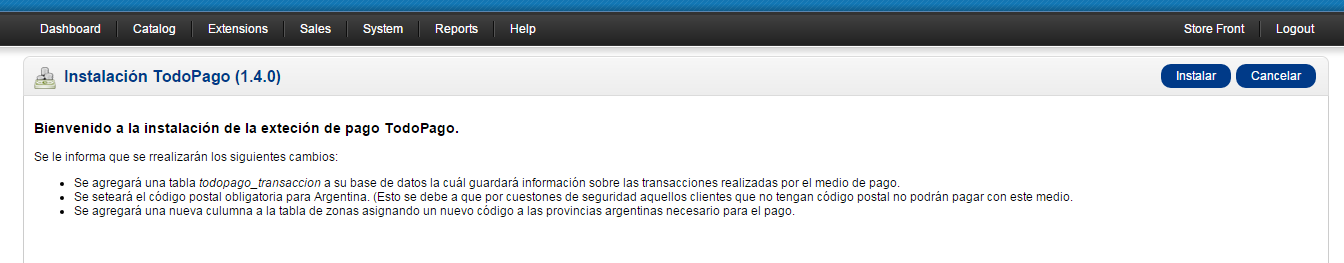 Dashboard Catalog Extensions Sales System Reports Help Store Front Logout
Instalación TodoPago (1.4.0) Instalar Cancelar
Bienvenido a la instalación de la exteción de pago TodoPago.
Se le informa que se rrealizarán los siguientes cambios:
Se agregará una tabla todopago_transaccion a su base de datos la cuál guardará información sobre las transacciones realizadas por el medio de pago.
Se seteará el código postal obligatoria para Argentina. (Esto se debe a que por cuestones de seguridad aquellos clientes que no tengan código postal no podrán pagar con este medio.
Se agregará una nueva culumna a la tabla de zonas asignando un nuevo código a las provincias argentinas necesario para el pago.